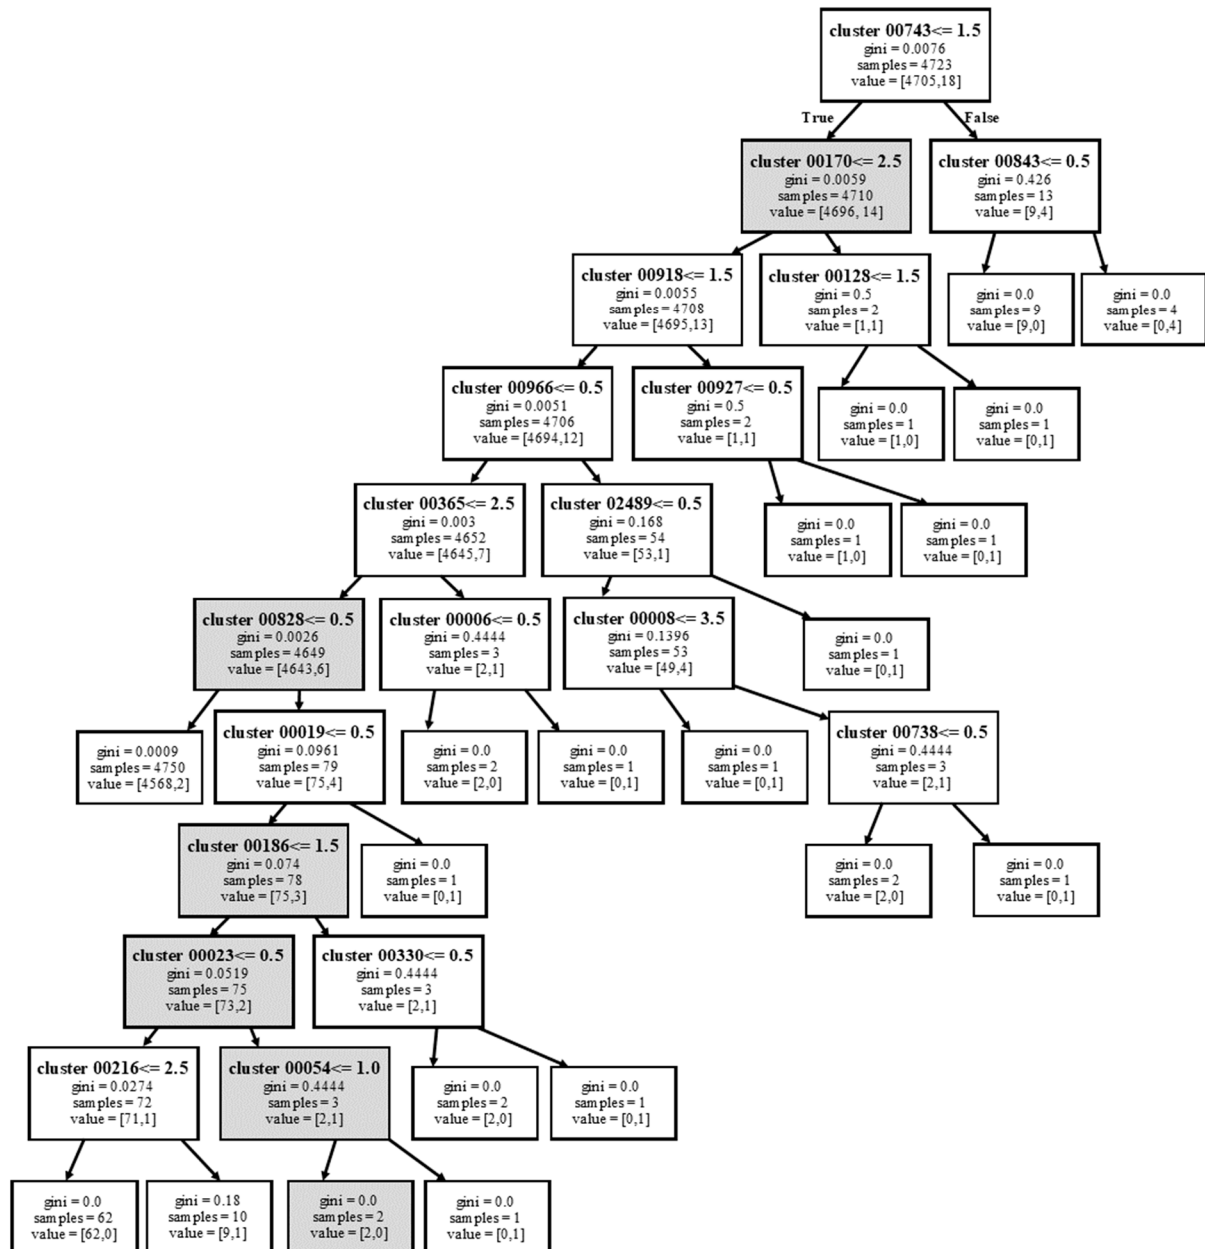 cluster 00743<= 1.5
gini = 0.0076
samples = 4723
value = [4705,18]
True
False
cluster 00170<= 2.5
gini = 0.0059
samples = 4710
value = [4696, 14]
cluster 00843<= 0.5
gini = 0.426
samples = 13
value = [9,4]
cluster 00918<= 1.5
gini = 0.0055
samples = 4708
value = [4695,13]
cluster 00128<= 1.5
gini = 0.5
samples = 2
value = [1,1]
gini = 0.0
samples = 9
value = [9,0]
gini = 0.0
samples = 4
value = [0,4]
cluster 00966<= 0.5
gini = 0.0051
samples = 4706
value = [4694,12]
cluster 00927<= 0.5
gini = 0.5
samples = 2
value = [1,1]
gini = 0.0
samples = 1
value = [1,0]
gini = 0.0
samples = 1
value = [0,1]
cluster 00365<= 2.5
gini = 0.003
samples = 4652
value = [4645,7]
cluster 02489<= 0.5
gini = 0.168
samples = 54
value = [53,1]
gini = 0.0
samples = 1
value = [1,0]
gini = 0.0
samples = 1
value = [0,1]
cluster 00828<= 0.5
gini = 0.0026
samples = 4649
value = [4643,6]
cluster 00006<= 0.5
gini = 0.4444
samples = 3
value = [2,1]
cluster 00008<= 3.5
gini = 0.1396
samples = 53
value = [49,4]
gini = 0.0
samples = 1
value = [0,1]
gini = 0.0009
samples = 4750
value = [4568,2]
cluster 00019<= 0.5
gini = 0.0961
samples = 79
value = [75,4]
gini = 0.0
samples = 2
value = [2,0]
gini = 0.0
samples = 1
value = [0,1]
gini = 0.0
samples = 1
value = [0,1]
cluster 00738<= 0.5
gini = 0.4444
samples = 3
value = [2,1]
cluster 00186<= 1.5
gini = 0.074
samples = 78
value = [75,3]
gini = 0.0
samples = 1
value = [0,1]
gini = 0.0
samples = 2
value = [2,0]
gini = 0.0
samples = 1
value = [0,1]
cluster 00023<= 0.5
gini = 0.0519
samples = 75
value = [73,2]
cluster 00330<= 0.5
gini = 0.4444
samples = 3
value = [2,1]
cluster 00216<= 2.5
gini = 0.0274
samples = 72
value = [71,1]
cluster 00054<= 1.0
gini = 0.4444
samples = 3
value = [2,1]
gini = 0.0
samples = 2
value = [2,0]
gini = 0.0
samples = 1
value = [0,1]
gini = 0.0
samples = 62
value = [62,0]
gini = 0.18
samples = 10
value = [9,1]
gini = 0.0
samples = 2
value = [2,0]
gini = 0.0
samples = 1
value = [0,1]